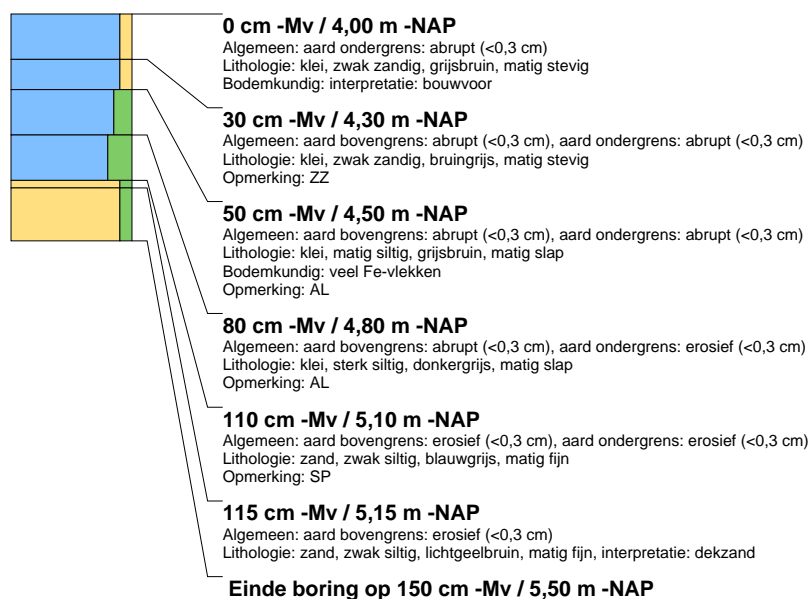 0 cm -Mv / 4,00 m -NAP
Algemeen: aard ondergrens: abrupt (<0,3 cm)
Lithologie: klei, zwak zandig, grijsbruin, matig stevig
Bodemkundig: interpretatie: bouwvoor
30 cm -Mv / 4,30 m -NAP
Algemeen: aard bovengrens: abrupt (<0,3 cm), aard ondergrens: abrupt (<0,3 cm)
Lithologie: klei, zwak zandig, bruingrijs, matig stevig
Opmerking: ZZ
50 cm -Mv / 4,50 m -NAP
Algemeen: aard bovengrens: abrupt (<0,3 cm), aard ondergrens: abrupt (<0,3 cm)
Lithologie: klei, matig siltig, grijsbruin, matig slap
Bodemkundig: veel Fe-vlekken
Opmerking: AL
80 cm -Mv / 4,80 m -NAP
Algemeen: aard bovengrens: abrupt (<0,3 cm), aard ondergrens: erosief (<0,3 cm)
Lithologie: klei, sterk siltig, donkergrijs, matig slap
Opmerking: AL
110 cm -Mv / 5,10 m -NAP
Algemeen: aard bovengrens: erosief (<0,3 cm), aard ondergrens: erosief (<0,3 cm)
Lithologie: zand, zwak siltig, blauwgrijs, matig fijn
Opmerking: SP
115 cm -Mv / 5,15 m -NAP
Algemeen: aard bovengrens: erosief (<0,3 cm)
Lithologie: zand, zwak siltig, lichtgeelbruin, matig fijn, interpretatie: dekzand
Einde boring op 150 cm -Mv / 5,50 m -NAP